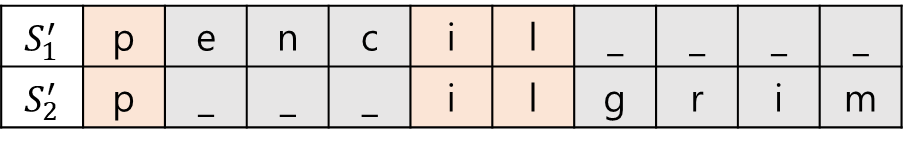 S′₁ p e n c i l _ _ _ _
S′₂ p _ _ _ i l g r i m